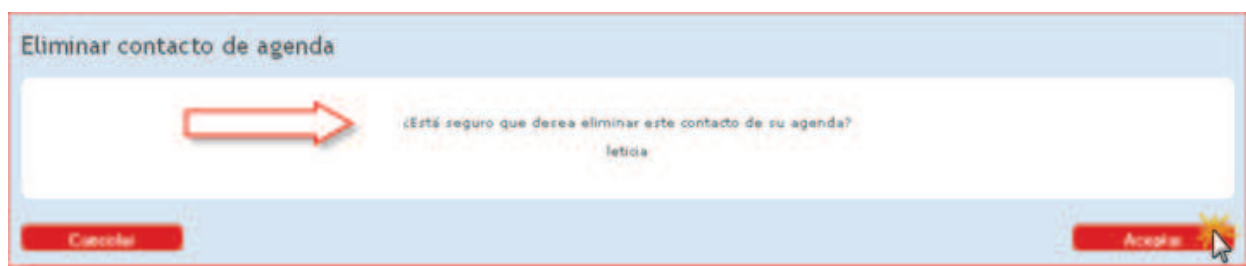 Eliminar contacto de agenda
¿Está seguro que desea eliminar este contacto de su agenda?
leticia
Cancelar
Aceptar